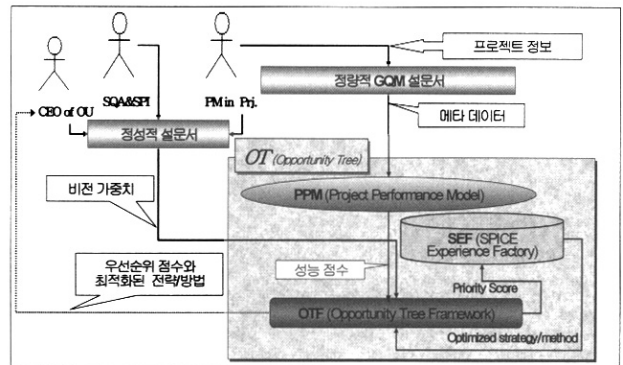 프로젝트 정보
정량적 GQM 설문서
SQA&SPI
PM in Prj.
CEO of OU
메타 데이터
정성적 설문서
OT (Opportunity Tree)
비전 가중치
PPM (Project Performance Model)
SEF (SPICE
Experience Factory)
우선순위 점수와
최적화된 전략/방법
성능 점수
Priority Score
OTF (Opportunity Tree Framework)
Optimized strategy/method